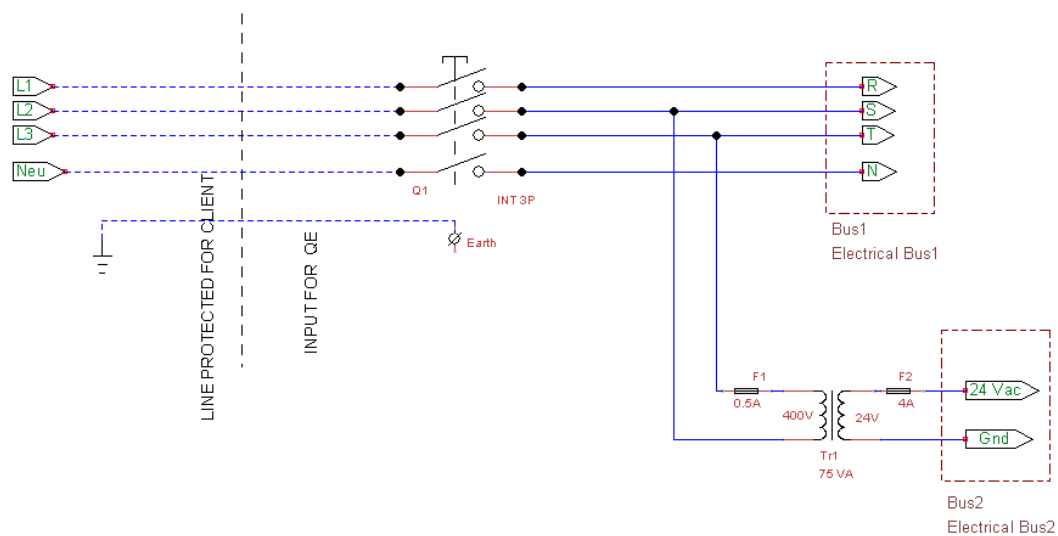 L1
L2
L3
Neu
LINE PROTECTED FOR CLIENT
INPUT FOR QE
Q1
INT 3P
Earth
1
R
S
T
N
Bus1
Electrical Bus1
F1
0.5A
400V
24V
F2
4A
Tr1
75 VA
24 Vac
Gnd
Bus2
Electrical Bus2